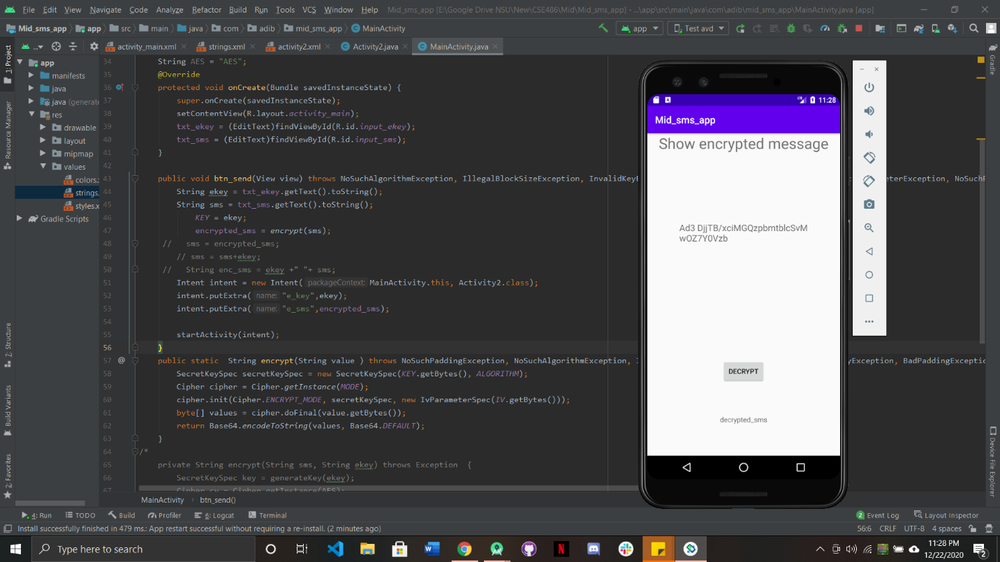 File Edit View Navigate Code Analyze Refactor Build Run Tools VCS Window Help Mid_sms_app [E:\Google Drive NSU\New\CSE486\Mid\Mid_sms_app] - ...\app\src\main\java\com\adib\mid_sms_app\MainActivity.java [app]
Mid_sms_app app src main java com adib mid_sms_app MainActivity app Test avd
activity_main.xml strings.xml activity2.xml Activity2.java MainActivity.java
1: Project
Resource Manager
Z: Structure
Build Variants
2: Favorites
app
manifests
java
java (generate
res
drawable
layout
mipmap
values
colors.
strings.
styles.x
Gradle Scripts
34 String AES = "AES";
35 @Override
36 protected void onCreate(Bundle savedInstanceState) {
37 super.onCreate(savedInstanceState);
38 setContentView(R.layout.activity_main);
39 txt_ekey = (EditText)findViewById(R.id.input_ekey);
40 txt_sms = (EditText)findViewById(R.id.input_sms);
41 }
42
43 public void btn_send(View view) throws NoSuchAlgorithmException, IllegalBlockSizeException, InvalidKeyE terException, NoSuchP
44 String ekey = txt_ekey.getText().toString();
45 String sms = txt_sms.getText().toString();
46 KEY = ekey;
47 encrypted_sms = encrypt(sms);
48 // sms = encrypted_sms;
49 // sms = sms+ekey;
50 // String enc_sms = ekey +" "+ sms;
51 Intent intent = new Intent( packageContext: MainActivity.this, Activity2.class);
52 intent.putExtra( name: "e_key",ekey);
53 intent.putExtra( name: "e_sms",encrypted_sms);
54
55 startActivity(intent);
56 }
57 public static String encrypt(String value ) throws NoSuchPaddingException, NoSuchAlgorithmException, I yException, BadPaddingExceptio
58 SecretKeySpec secretKeySpec = new SecretKeySpec(KEY.getBytes(), ALGORITHM);
59 Cipher cipher = Cipher.getInstance(MODE);
60 cipher.init(Cipher.ENCRYPT_MODE, secretKeySpec, new IvParameterSpec(IV.getBytes()));
61 byte[] values = cipher.doFinal(value.getBytes());
62 return Base64.encodeToString(values, Base64.DEFAULT);
63 }
64 /*
65 private String encrypt(String sms, String ekey) throws Exception {
66 SecretKeySpec key = generateKey(ekey);
67 Cipher cv = Cipher.getInstance(AES);
11:28
Mid_sms_app
Show encrypted message
Ad3 DjjTB/xciMGQzpbmtblcSvM
wOZ7Y0Vzb
DECRYPT
decrypted_sms
Gradle
Device File Explorer
MainActivity btn_send()
4: Run TODO Build Profiler 6: Logcat Terminal 2 Event Log Layout Inspector
Install successfully finished in 479 ms.: App restart successful without requiring a re-install. (2 minutes ago) 56:6 CRLF UTF-8 4 spaces
Type here to search
11:28 PM
12/22/2020
2